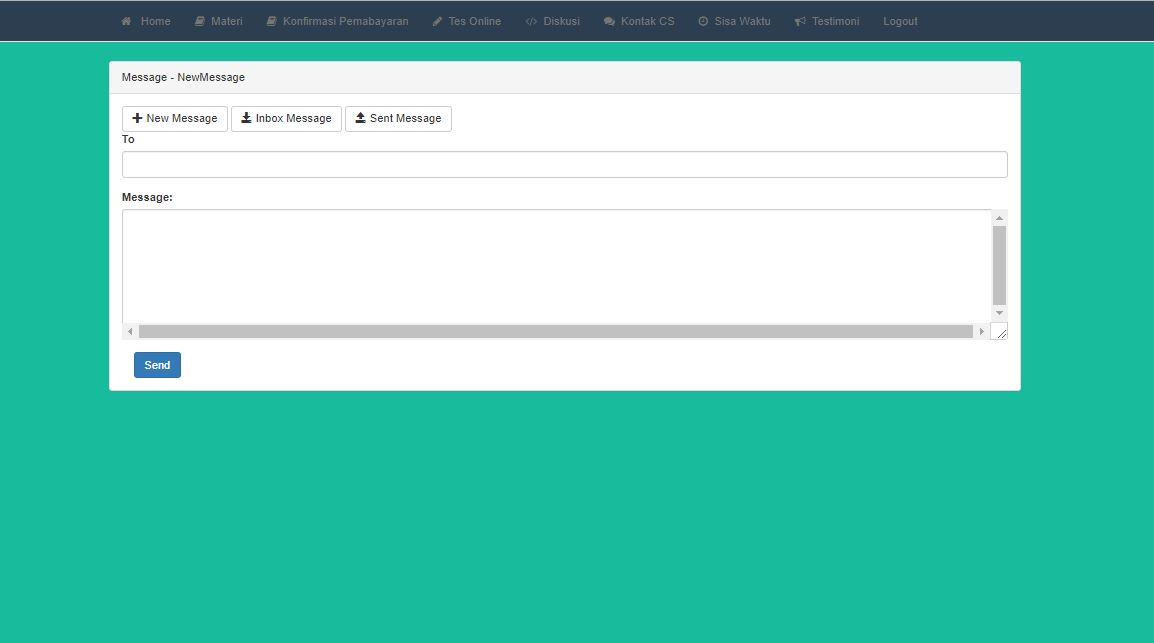 Home Materi Konfirmasi Pemabayaran Tes Online Diskusi Kontak CS Sisa Waktu Testimoni Logout
Message - NewMessage
New Message Inbox Message Sent Message
To
Message:
Send